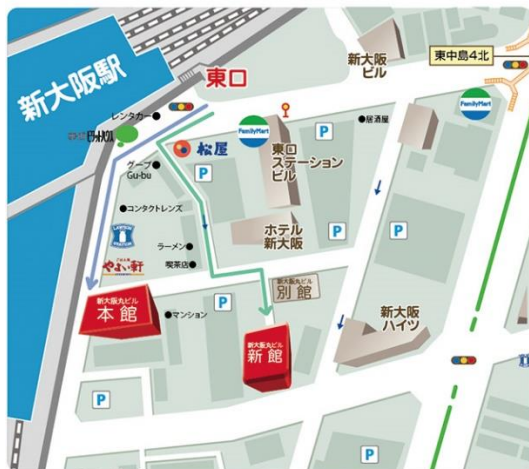 新大阪駅
東口
新大阪
ビル
東中島4北
レンタカー
FamilyMart
FamilyMart
松屋
P
居酒屋
東口
ステーション
ビル
グーブ
Gu-bu
P
コンタクトレンズ
ホテル
新大阪
P
P
LAWSON
STATION
やよい軒
ラーメン
喫茶店
新大阪丸ビル
別館
新大阪丸ビル
本館
マンション
P
新大阪
ハイツ
新大阪丸ビル
新館
P
P